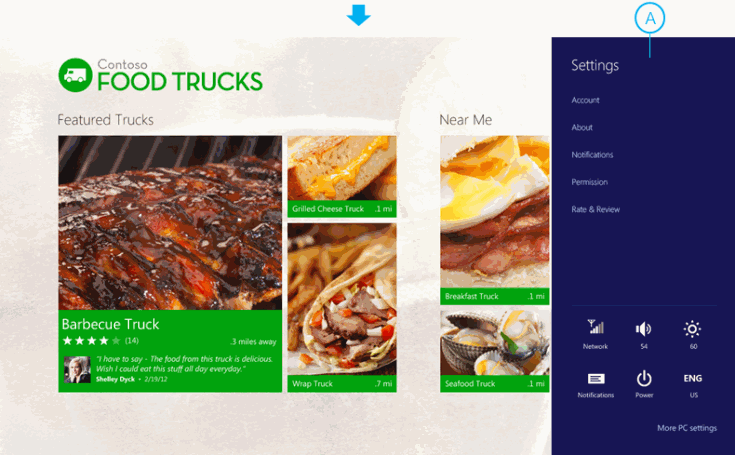 A
Contoso
FOOD TRUCKS
Featured Trucks
Near Me
Grilled Cheese Truck .1 mi
Barbecue Truck
(14)
.3 miles away
"I have to say - The food from this truck is delicious.
Wish I could eat this stuff all day everyday."
Shelley Dyck • 2/19/12
Wrap Truck .7 mi
Breakfast Truck .1 mi
Seafood Truck .1 mi
Settings
Account
About
Notifications
Permission
Rate & Review
Network
54
60
Notifications
Power
ENG
US
More PC settings